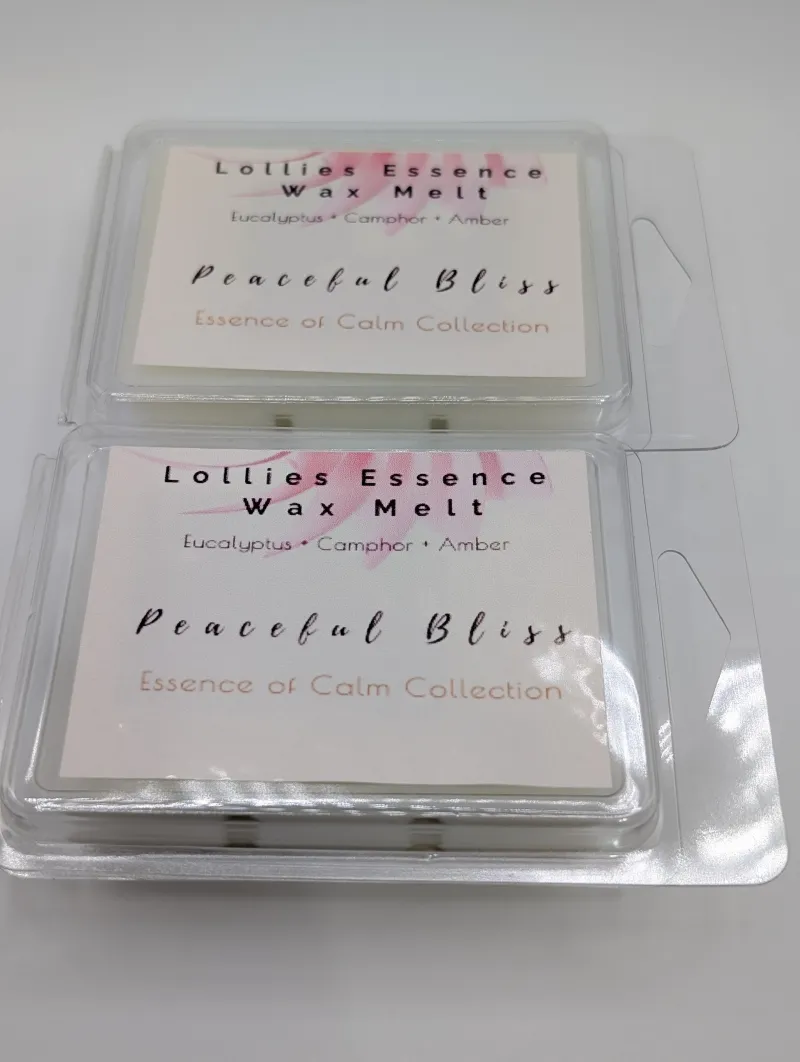 Lollies Essence
Wax Melt
Eucalyptus • Camphor • Amber
Peaceful Bliss
Essence of Calm Collection
Lollies Essence
Wax Melt
Eucalyptus • Camphor • Amber
Peaceful Bliss
Essence of Calm Collection